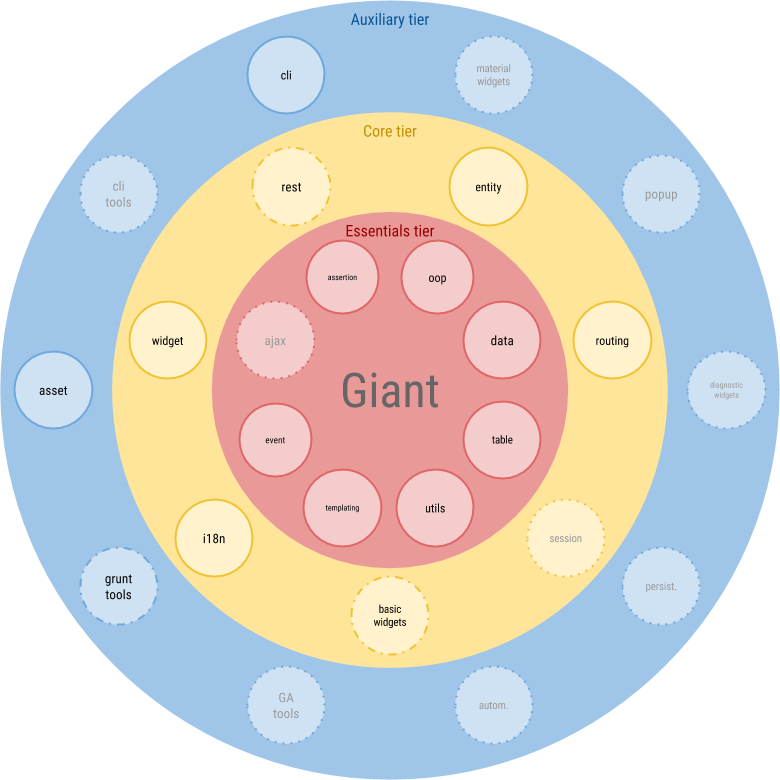 Auxiliary tier
cli
material
widgets
Core tier
cli
tools
rest
entity
popup
Essentials tier
assertion
oop
widget
ajax
data
routing
asset
Giant
diagnostic
widgets
event
table
templating
utils
i18n
session
grunt
tools
persist.
basic
widgets
GA
tools
autom.